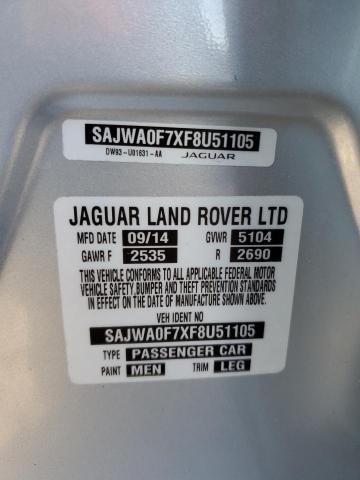 SAJWA0F7XF8U51105
DW93-U01631-AA JAGUAR
JAGUAR LAND ROVER LTD
MFD DATE 09/14 GVWR 5104
GAWR F 2535 R 2690
THIS VEHICLE CONFORMS TO ALL APPLICABLE FEDERAL MOTOR
VEHICLE SAFETY, BUMPER AND THEFT PREVENTION STANDARDS
IN EFFECT ON THE DATE OF MANUFACTURE SHOWN ABOVE.
VEH IDENT NO
SAJWA0F7XF8U51105
TYPE PASSENGER CAR
PAINT MEN TRIM LEG